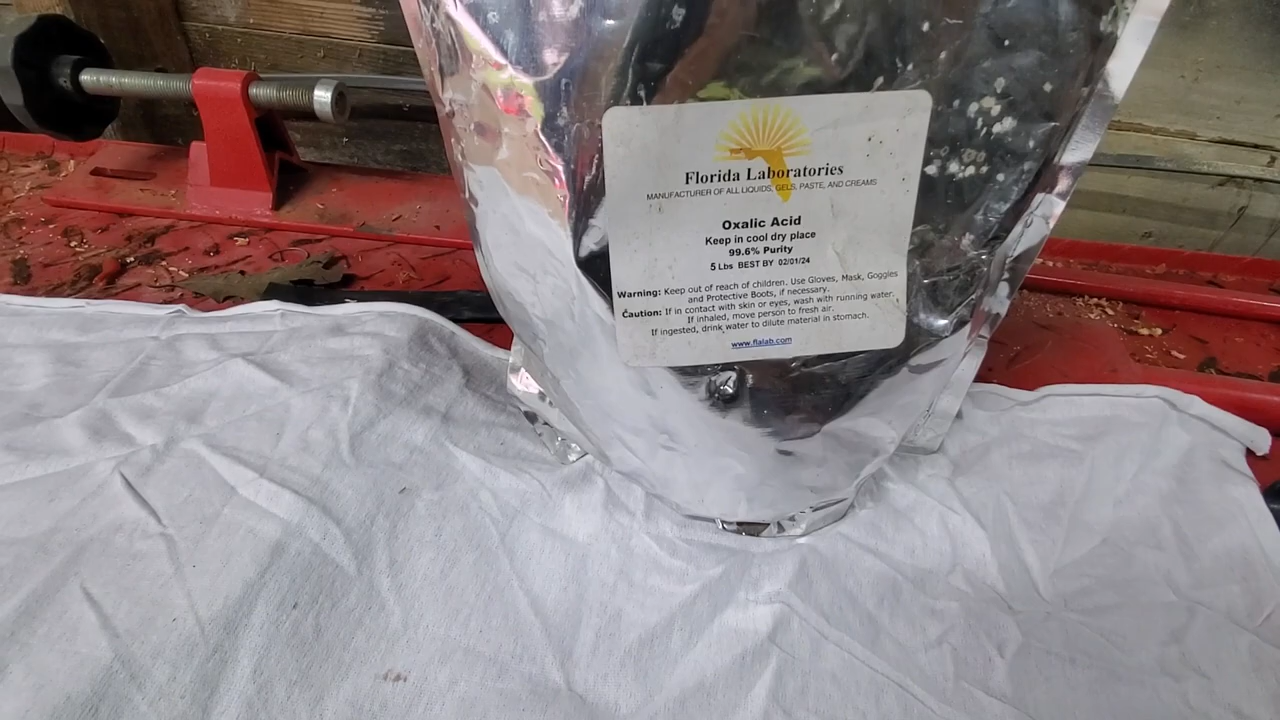 Florida Laboratories
MANUFACTURER OF ALL LIQUIDS, GELS, PASTE, AND CREAMS
Oxalic Acid
Keep in cool dry place
99.6% Purity
5 Lbs BEST BY 02/01/24
Warning: Keep out of reach of children. Use Gloves, Mask, Goggles
and Protective Boots, if necessary.
Caution: If in contact with skin or eyes, wash with running water.
If inhaled, move person to fresh air.
If ingested, drink water to dilute material in stomach.
www.flalab.com